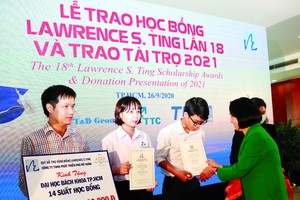 LỄ TRAO HỌC BỔNG
LAWRENCE S. TING LẦN 18
VÀ TRAO TÀI TRỢ 2021
The 18th Lawrence S. Ting Scholarship Awards
& Donation Presentation of 2021
TP.HCM, 26/9/2020
T&D Group
TTC
Kính Tặng
ĐẠI HỌC BÁCH KHOA TP.HCM
14 SUẤT HỌC BỔNG